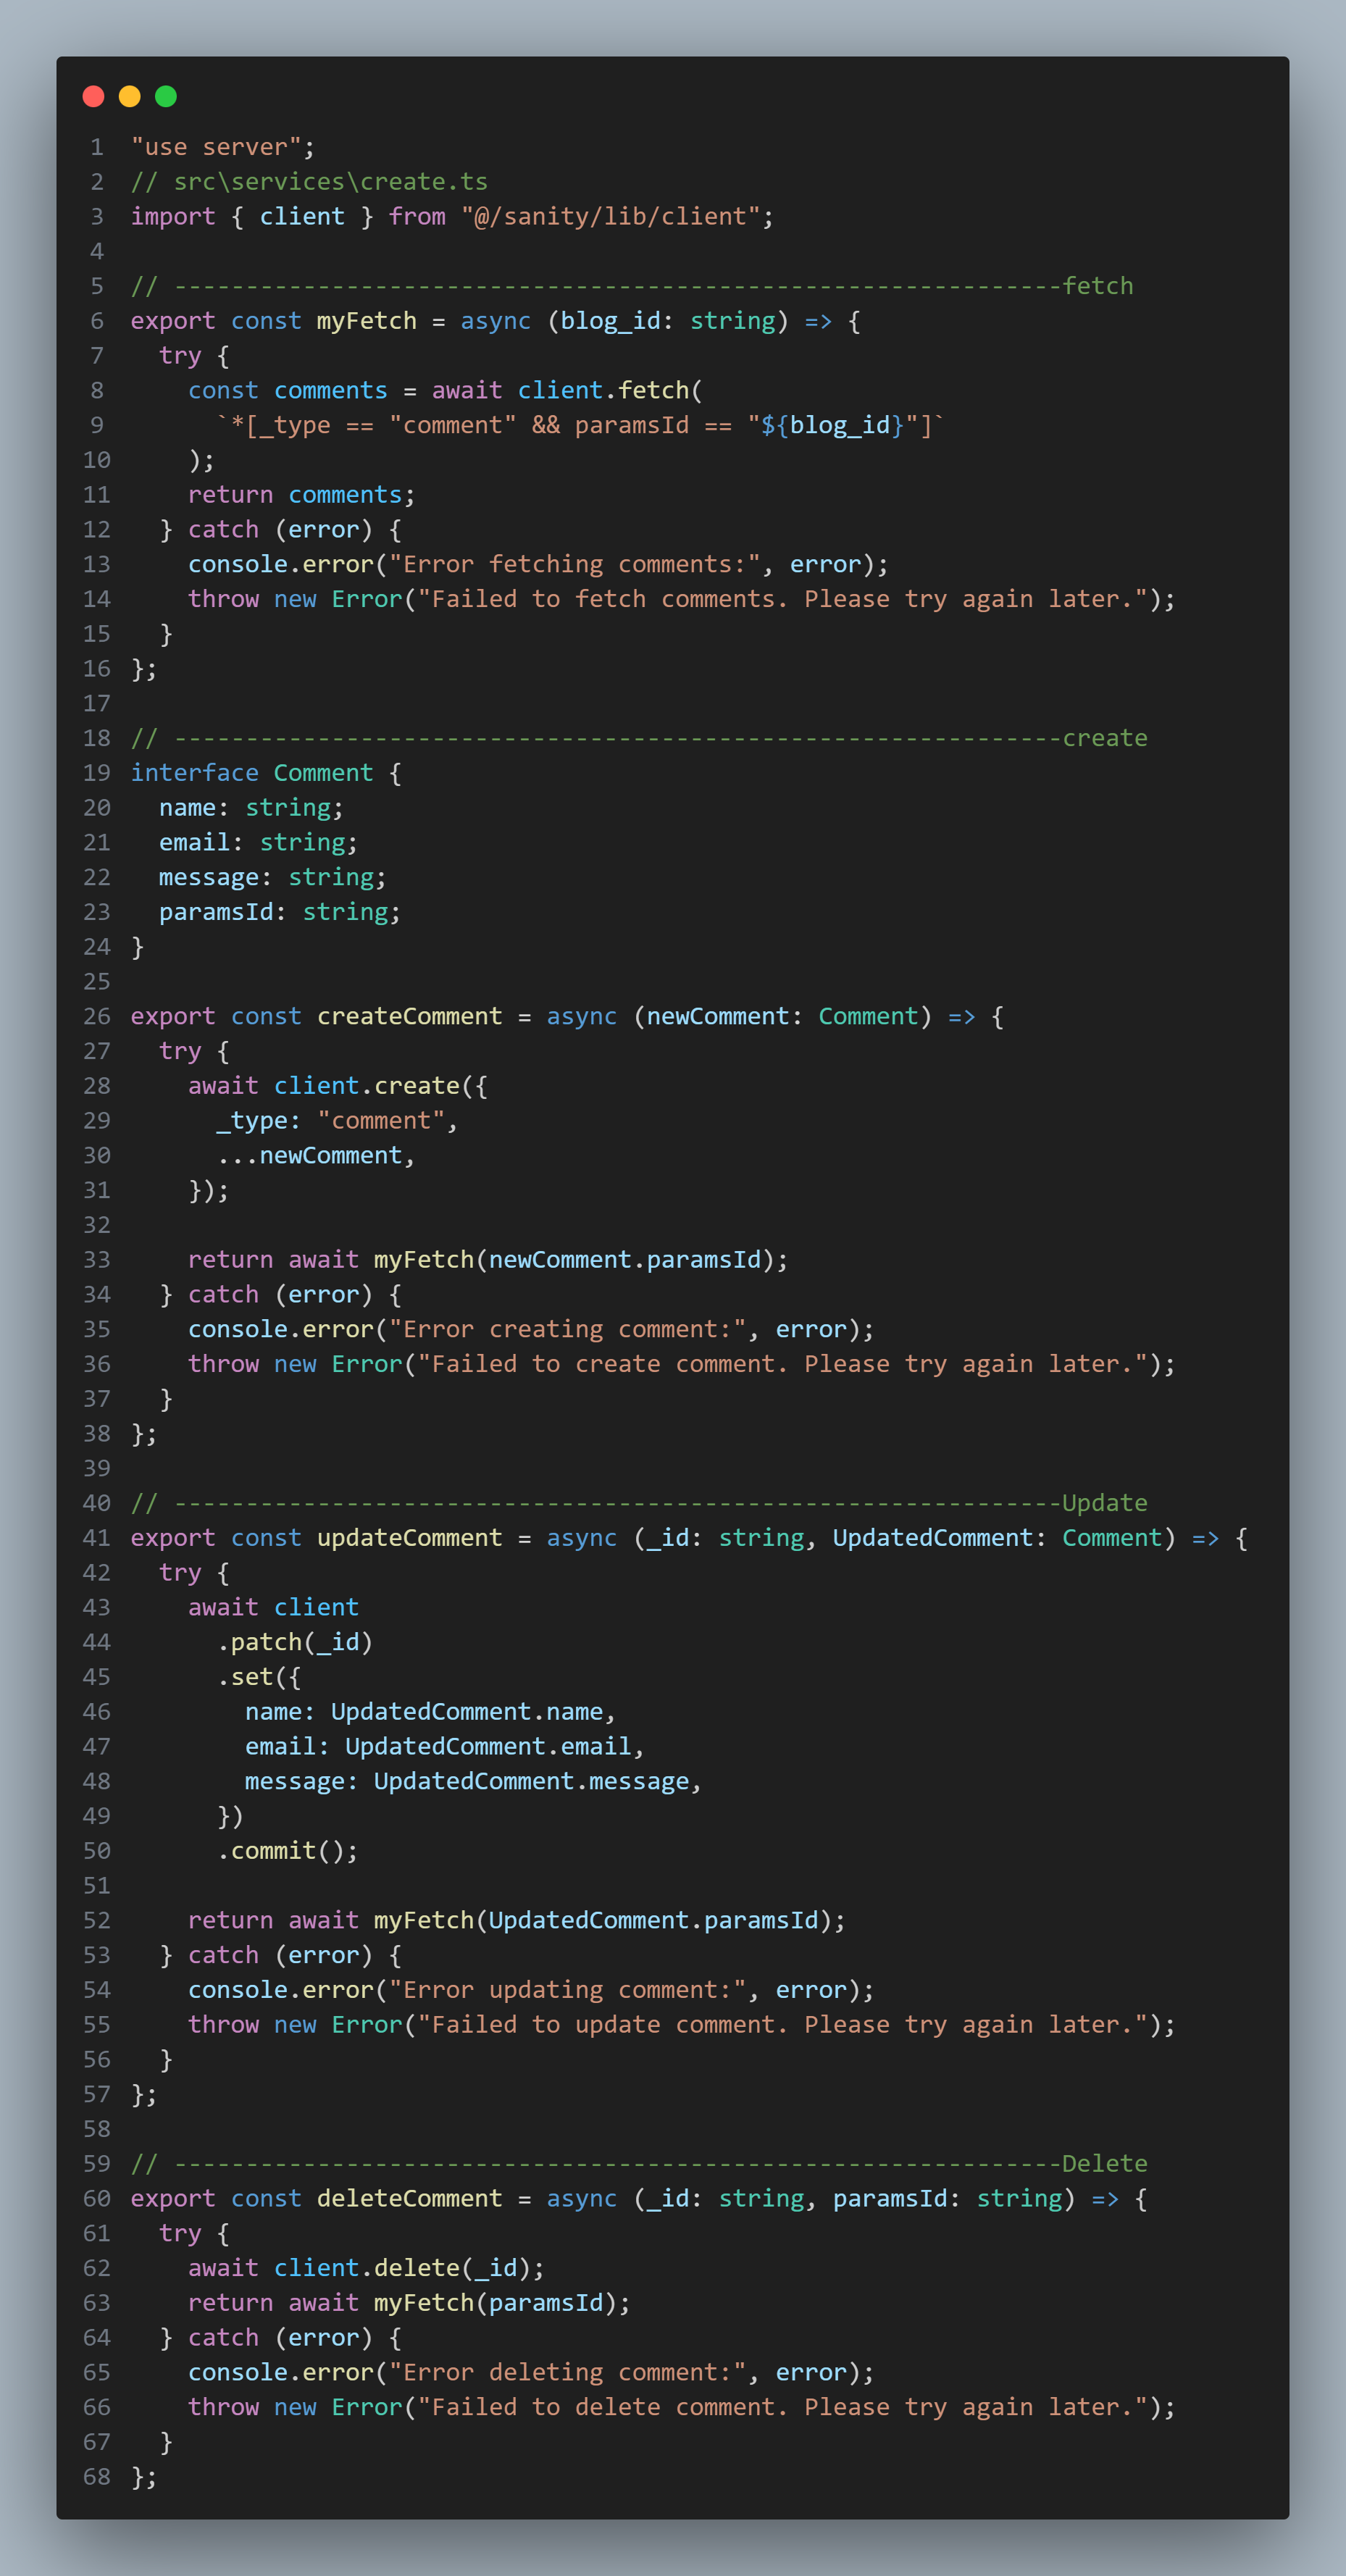 1 "use server";
2 // src\services\create.ts
3 import { client } from "@/sanity/lib/client";
4
5 // --------------------------------------------------------------fetch
6 export const myFetch = async (blog_id: string) => {
7   try {
8     const comments = await client.fetch(
9       `*[_type == "comment" && paramsId == "${blog_id}"]`
10     );
11     return comments;
12   } catch (error) {
13     console.error("Error fetching comments:", error);
14     throw new Error("Failed to fetch comments. Please try again later.");
15   }
16 };
17
18 // --------------------------------------------------------------create
19 interface Comment {
20   name: string;
21   email: string;
22   message: string;
23   paramsId: string;
24 }
25
26 export const createComment = async (newComment: Comment) => {
27   try {
28     await client.create({
29       _type: "comment",
30       ...newComment,
31     });
32
33     return await myFetch(newComment.paramsId);
34   } catch (error) {
35     console.error("Error creating comment:", error);
36     throw new Error("Failed to create comment. Please try again later.");
37   }
38 };
39
40 // --------------------------------------------------------------Update
41 export const updateComment = async (_id: string, UpdatedComment: Comment) => {
42   try {
43     await client
44       .patch(_id)
45       .set({
46         name: UpdatedComment.name,
47         email: UpdatedComment.email,
48         message: UpdatedComment.message,
49       })
50       .commit();
51
52     return await myFetch(UpdatedComment.paramsId);
53   } catch (error) {
54     console.error("Error updating comment:", error);
55     throw new Error("Failed to update comment. Please try again later.");
56   }
57 };
58
59 // --------------------------------------------------------------Delete
60 export const deleteComment = async (_id: string, paramsId: string) => {
61   try {
62     await client.delete(_id);
63     return await myFetch(paramsId);
64   } catch (error) {
65     console.error("Error deleting comment:", error);
66     throw new Error("Failed to delete comment. Please try again later.");
67   }
68 };